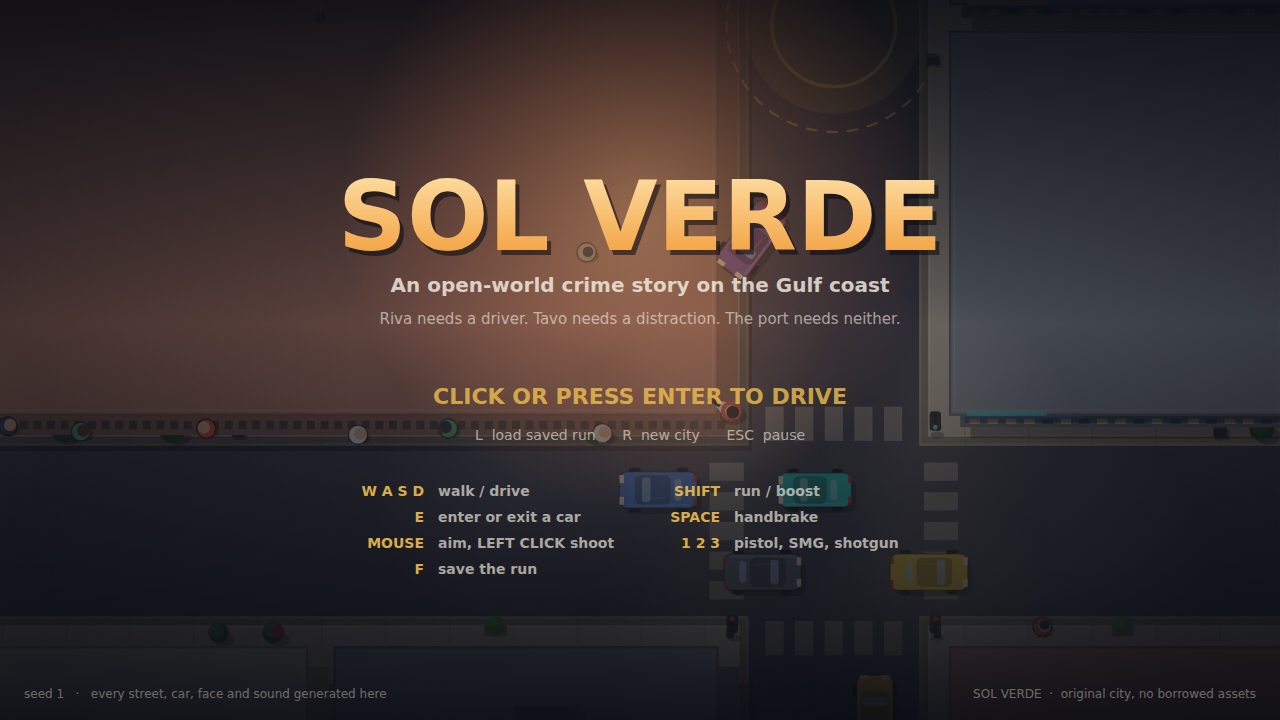 SOL VERDE
An open-world crime story on the Gulf coast
Riva needs a driver. Tavo needs a distraction. The port needs neither.
CLICK OR PRESS ENTER TO DRIVE
L load saved run R new city ESC pause
W A S D walk / drive SHIFT run / boost
E enter or exit a car SPACE handbrake
MOUSE aim, LEFT CLICK shoot 1 2 3 pistol, SMG, shotgun
F save the run
seed 1 · every street, car, face and sound generated here SOL VERDE · original city, no borrowed assets